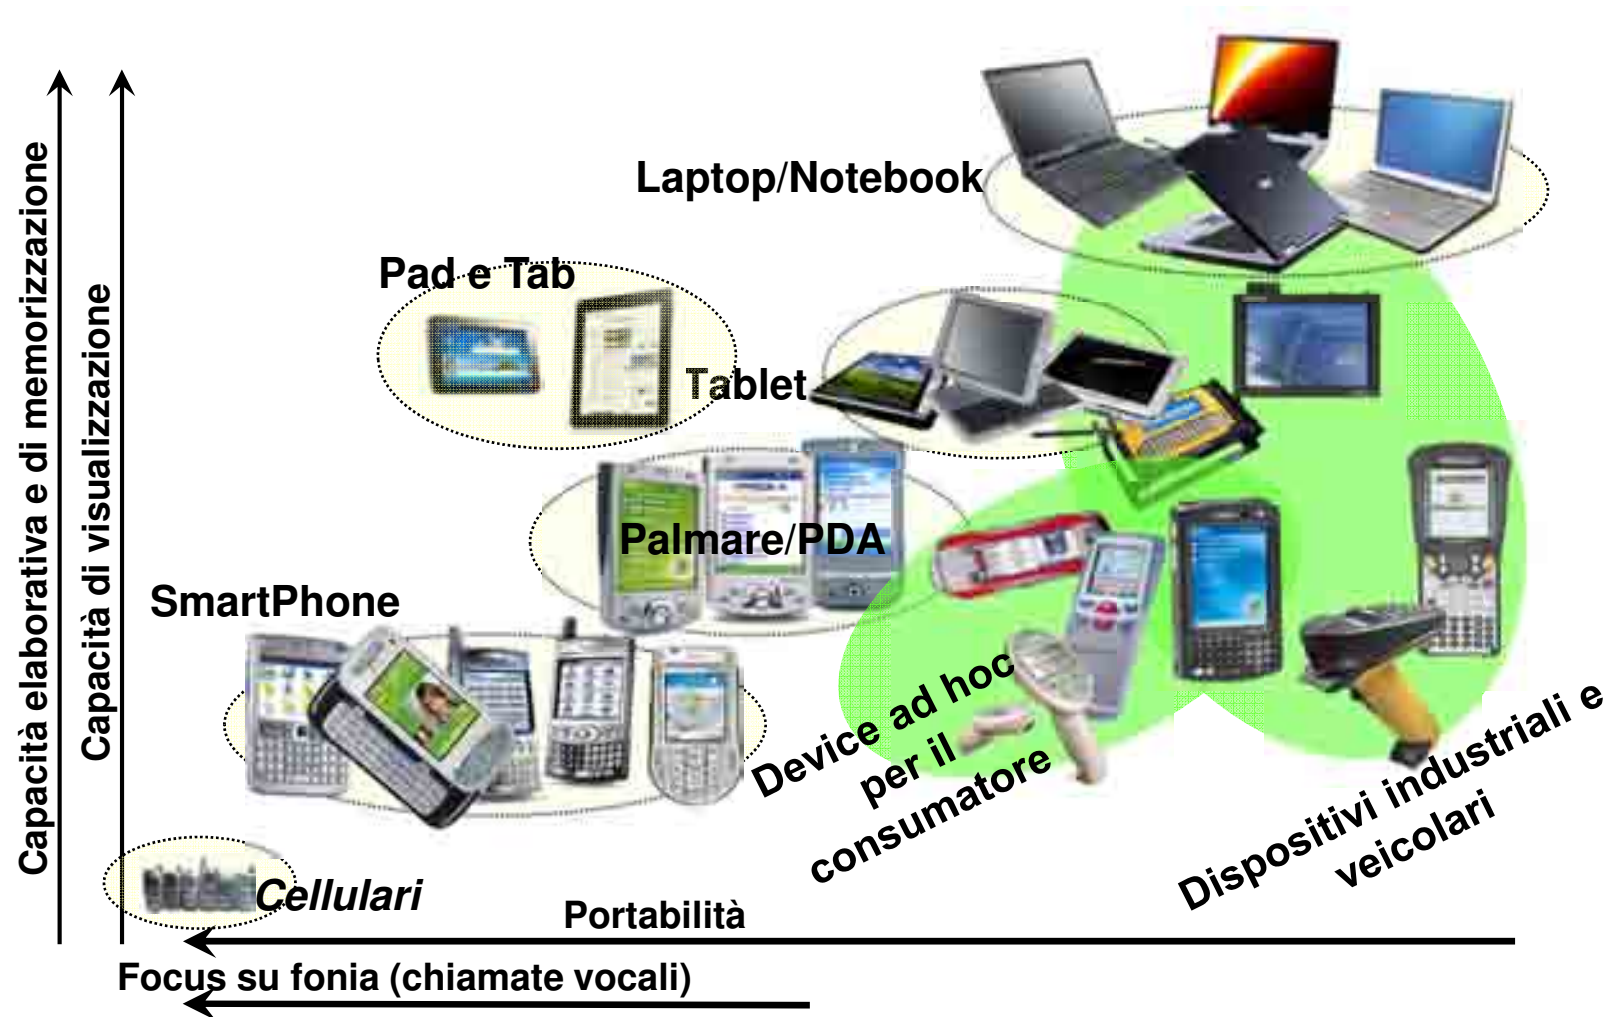 Capacità elaborativa e di memorizzazione
Capacità di visualizzazione
Laptop/Notebook
Pad e Tab
Tablet
Palmare/PDA
SmartPhone
Device ad hoc
per il
consumatore
Dispositivi industriali e
veicolari
Cellulari
Portabilità
Focus su fonia (chiamate vocali)